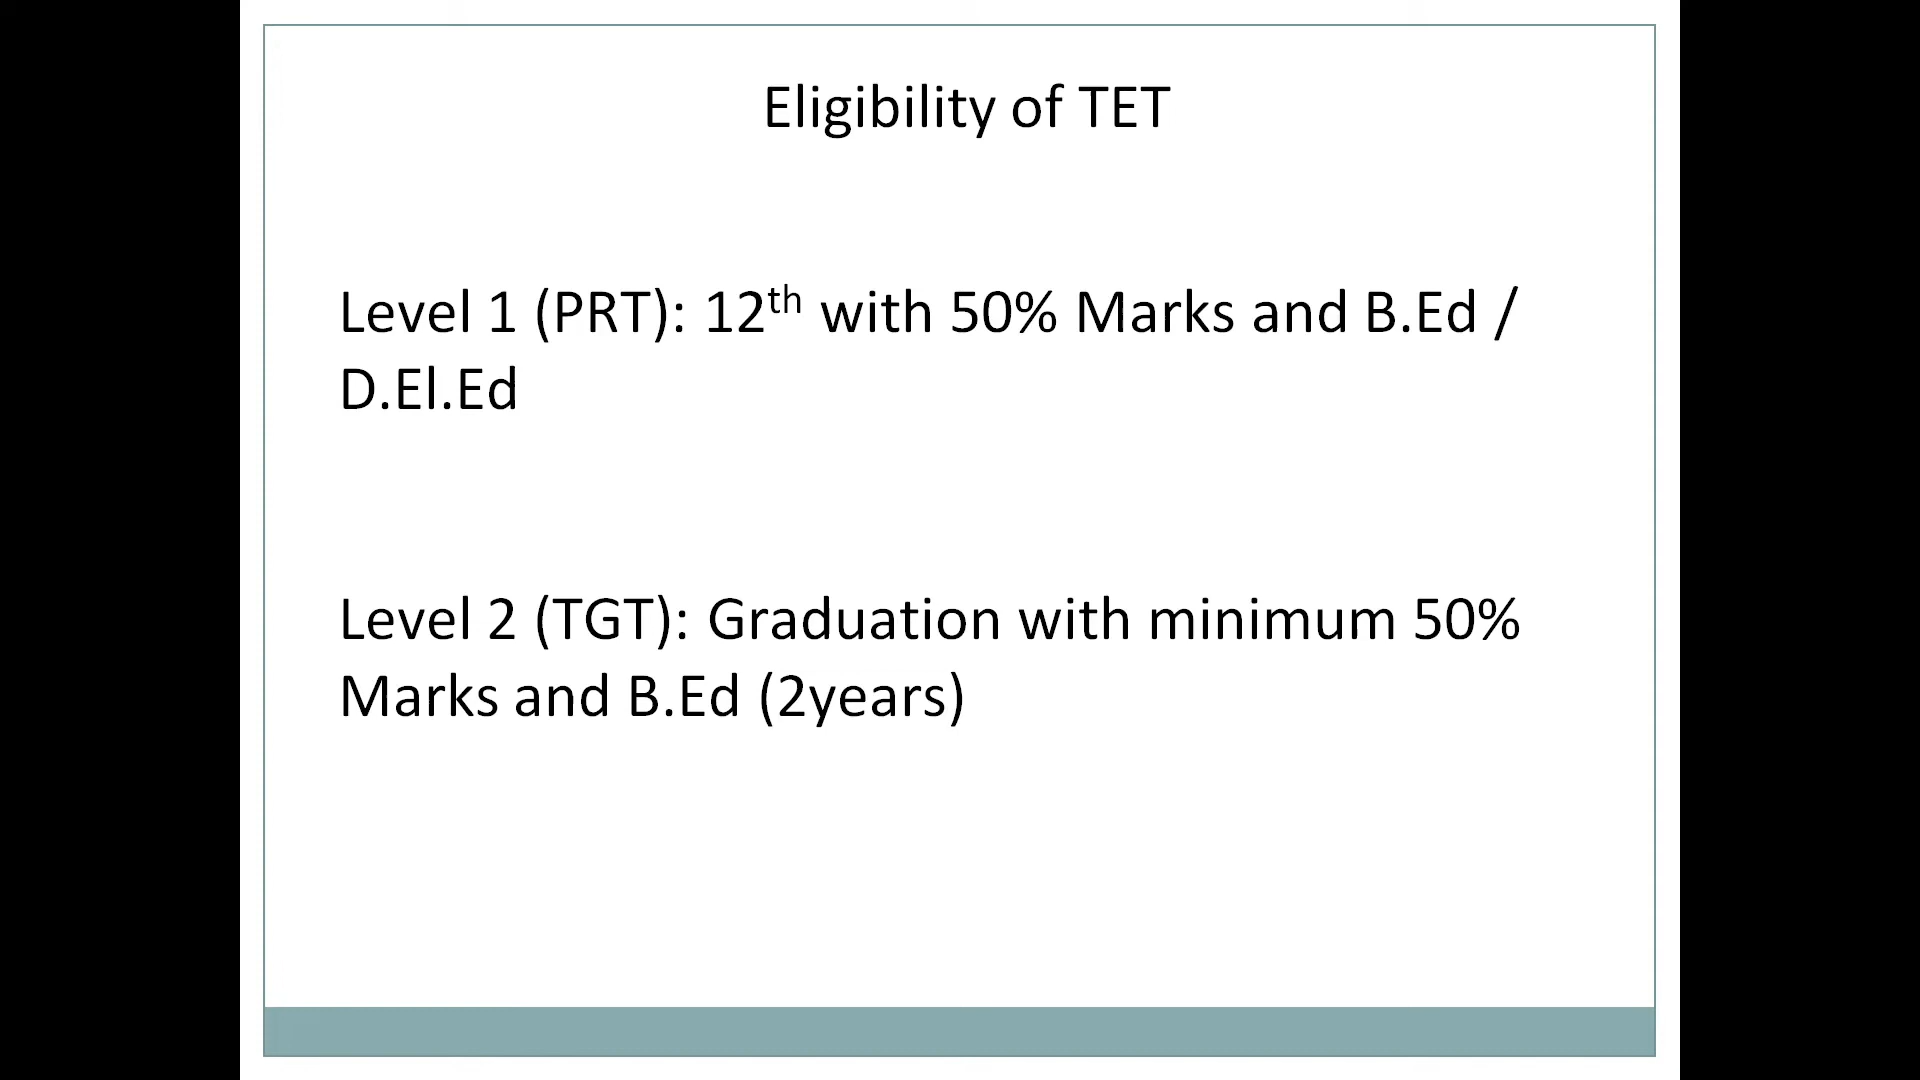 Eligibility of TET
Level 1 (PRT): 12th with 50% Marks and B.Ed /
D.El.Ed
Level 2 (TGT): Graduation with minimum 50%
Marks and B.Ed (2years)